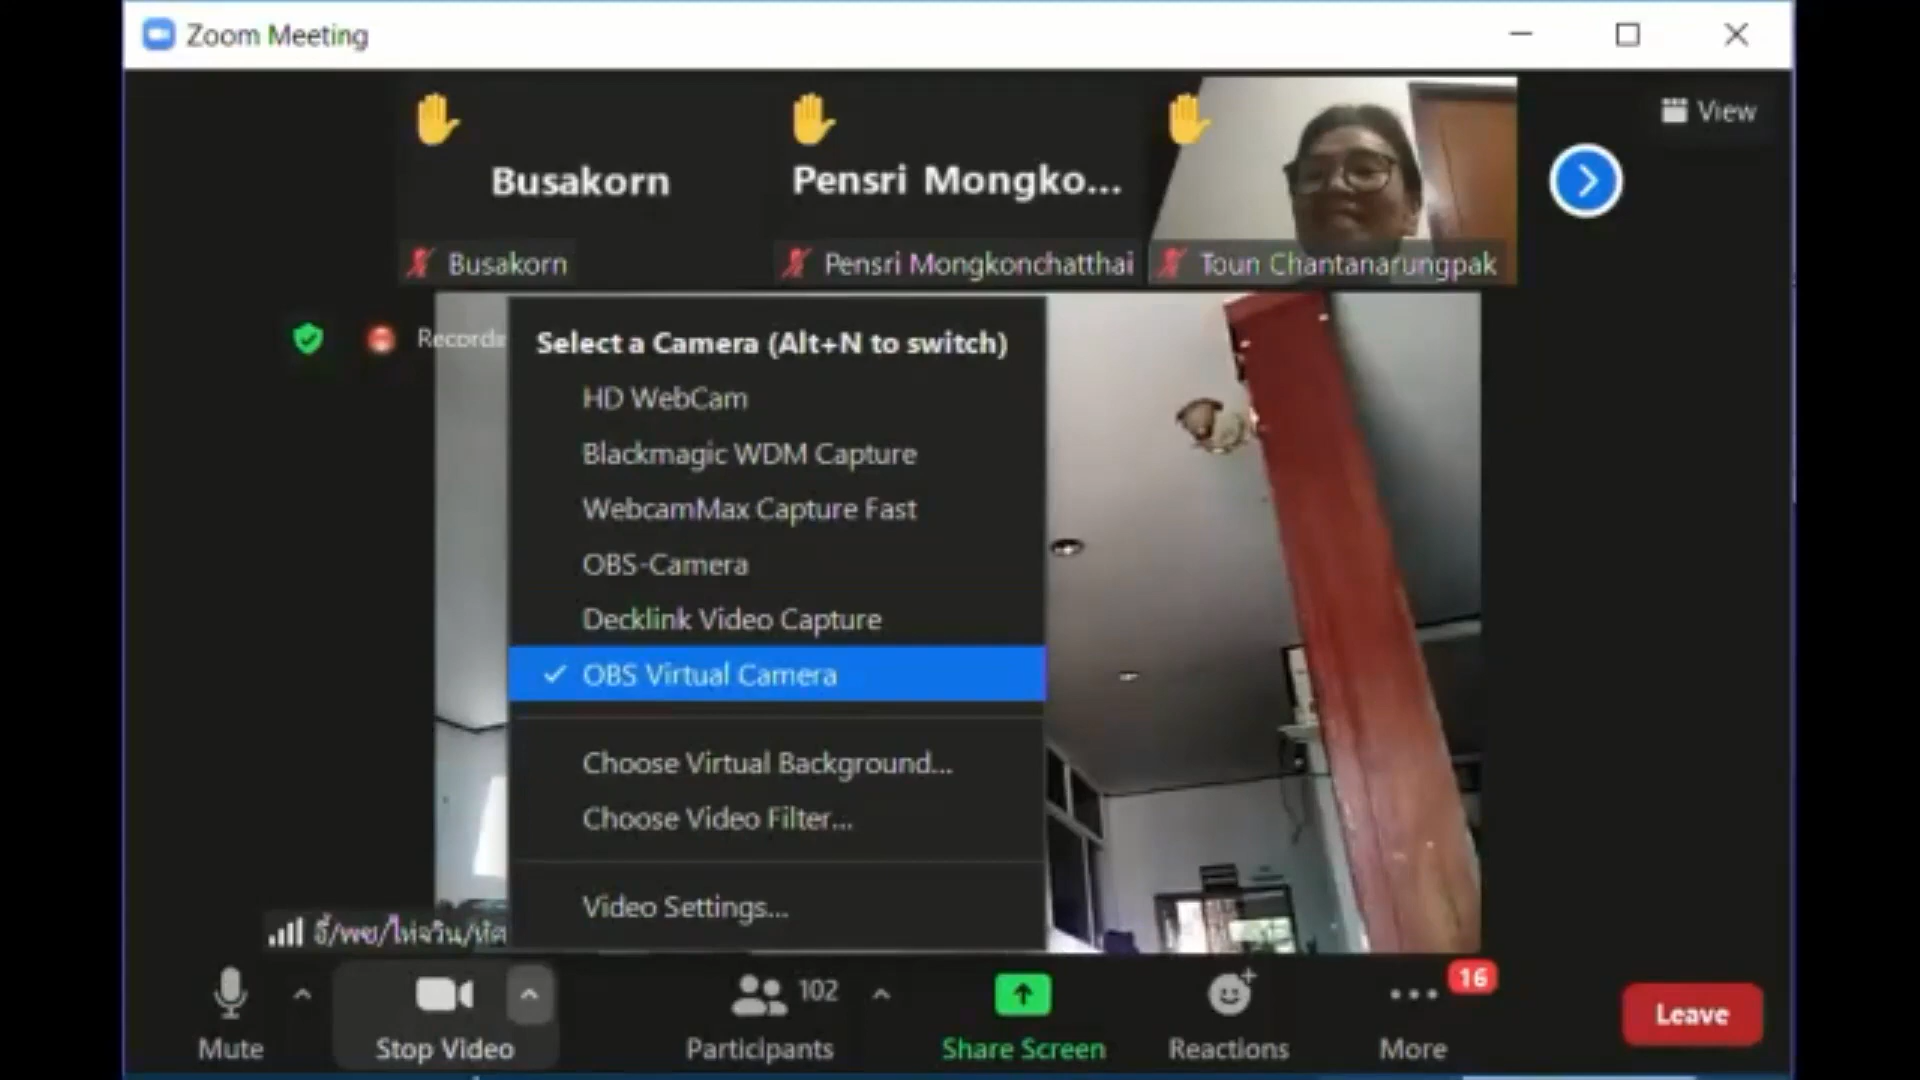 Zoom Meeting
View
Busakorn
Pensri Mongko...
Busakorn
Pensri Mongkonchatthai
Toun Chantanarungpak
Select a Camera (Alt+N to switch)
HD WebCam
Blackmagic WDM Capture
WebcamMax Capture Fast
OBS-Camera
Decklink Video Capture
OBS Virtual Camera
Choose Virtual Background...
Choose Video Filter...
Video Settings...
102
16
Mute
Stop Video
Participants
Share Screen
Reactions
More
Leave